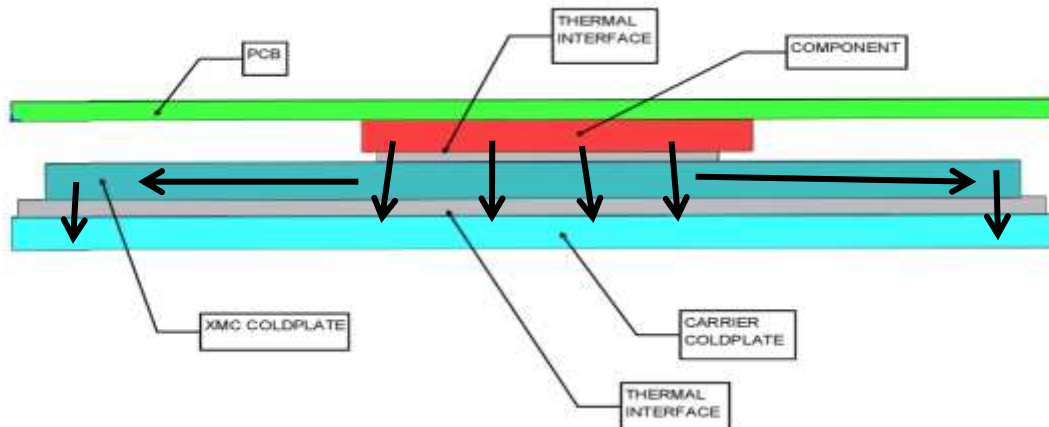 THERMAL
INTERFACE
PCB
COMPONENT
XMC COLDPLATE
CARRIER
COLDPLATE
THERMAL
INTERFACE